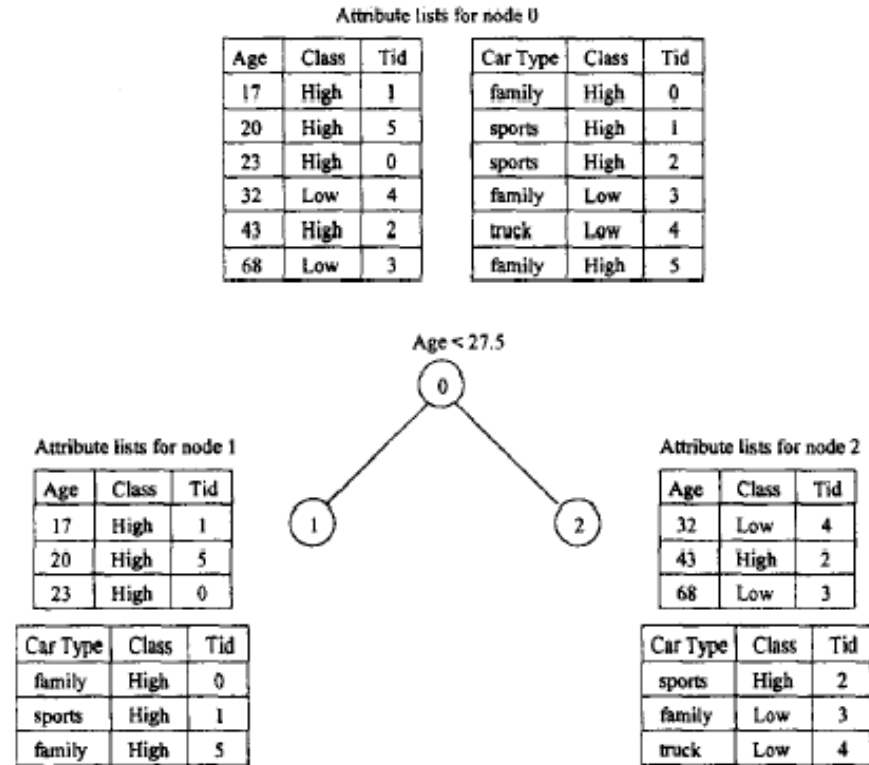 Attribute lists for node 0
Age Class Tid
17 High 1
20 High 5
23 High 0
32 Low 4
43 High 2
68 Low 3
Car Type Class Tid
family High 0
sports High 1
sports High 2
family Low 3
truck Low 4
family High 5
Age < 27.5
0
1
2
Attribute lists for node 1
Age Class Tid
17 High 1
20 High 5
23 High 0
Car Type Class Tid
family High 0
sports High 1
family High 5
Attribute lists for node 2
Age Class Tid
32 Low 4
43 High 2
68 Low 3
Car Type Class Tid
sports High 2
family Low 3
truck Low 4